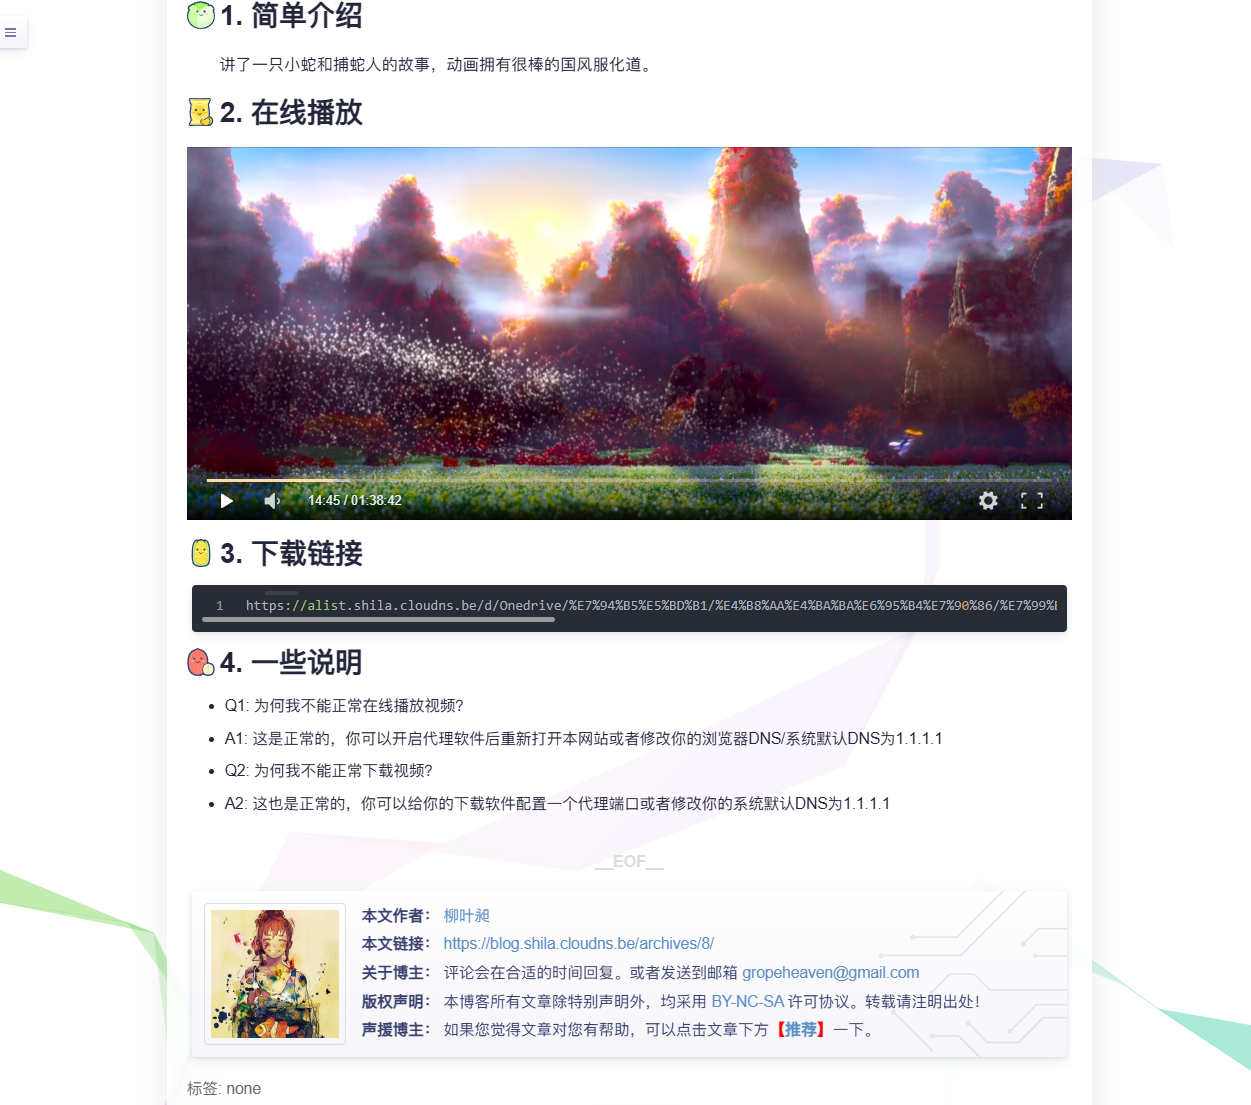 1. 简单介绍
讲了一只小蛇和捕蛇人的故事，动画拥有很棒的国风服化道。
2. 在线播放
14:45 / 01:38:42
3. 下载链接
1 https://alist.shila.cloudns.be/d/Onedrive/%E7%94%B5%E5%BD%B1/%E4%B8%AA%E4%BA%BA%E6%95%B4%E7%90%86/%E7%99%E
4. 一些说明
• Q1: 为何我不能正常在线播放视频?
• A1: 这是正常的，你可以开启代理软件后重新打开本网站或者修改你的浏览器DNS/系统默认DNS为1.1.1.1
• Q2: 为何我不能正常下载视频?
• A2: 这也是正常的，你可以给你的下载软件配置一个代理端口或者修改你的系统默认DNS为1.1.1.1
__EOF__
本文作者： 柳叶昶
本文链接： https://blog.shila.cloudns.be/archives/8/
关于博主： 评论会在合适的时间回复。或者发送到邮箱 gropeheaven@gmail.com
版权声明： 本博客所有文章除特别声明外，均采用 BY-NC-SA 许可协议。转载请注明出处！
声援博主： 如果您觉得文章对您有帮助，可以点击文章下方【推荐】一下。
标签: none